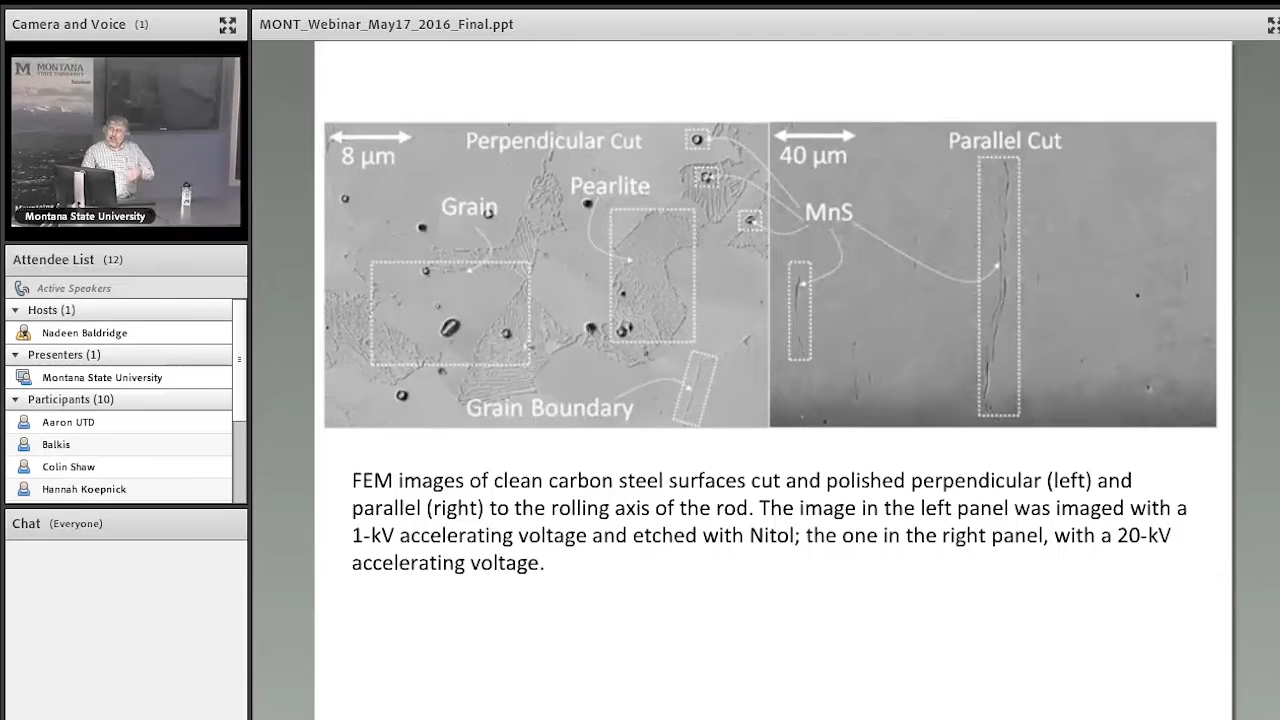 Camera and Voice (1)
MONTANA
STATE UNIVERSITY
Montana State University
Attendee List (12)
Active Speakers
Hosts (1)
Nadeen Baldridge
Presenters (1)
Montana State University
Participants (10)
Aaron UTD
Balkis
Colin Shaw
Hannah Koepnick
Chat (Everyone)
MONT_Webinar_May17_2016_Final.ppt
8 µm
Perpendicular Cut
Grain
Pearlite
Grain Boundary
40 µm
Parallel Cut
MnS
FEM images of clean carbon steel surfaces cut and polished perpendicular (left) and
parallel (right) to the rolling axis of the rod. The image in the left panel was imaged with a
1-kV accelerating voltage and etched with Nitol; the one in the right panel, with a 20-kV
accelerating voltage.